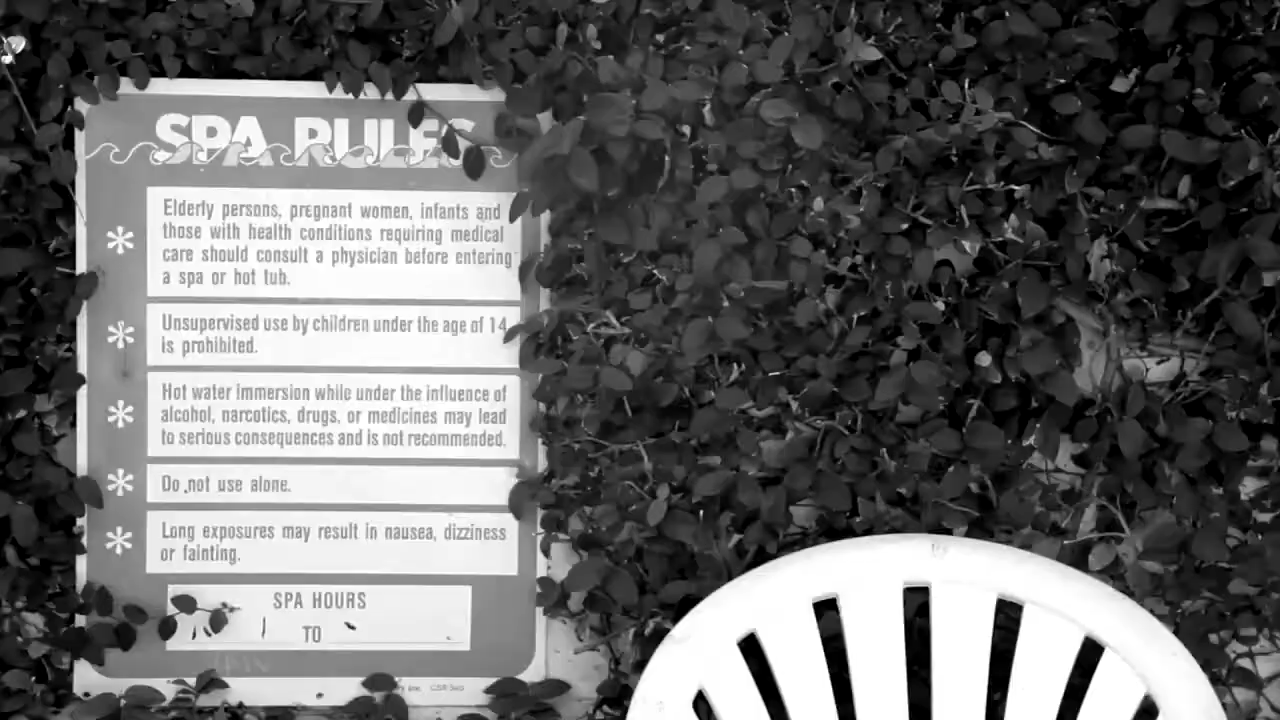 SPA RULES
* Elderly persons, pregnant women, infants and
those with health conditions requiring medical
care should consult a physician before entering
a spa or hot tub.
* Unsupervised use by children under the age of 14
is prohibited.
* Hot water immersion while under the influence of
alcohol, narcotics, drugs, or medicines may lead
to serious consequences and is not recommended.
* Do not use alone.
* Long exposures may result in nausea, dizziness
or fainting.
SPA HOURS
TO